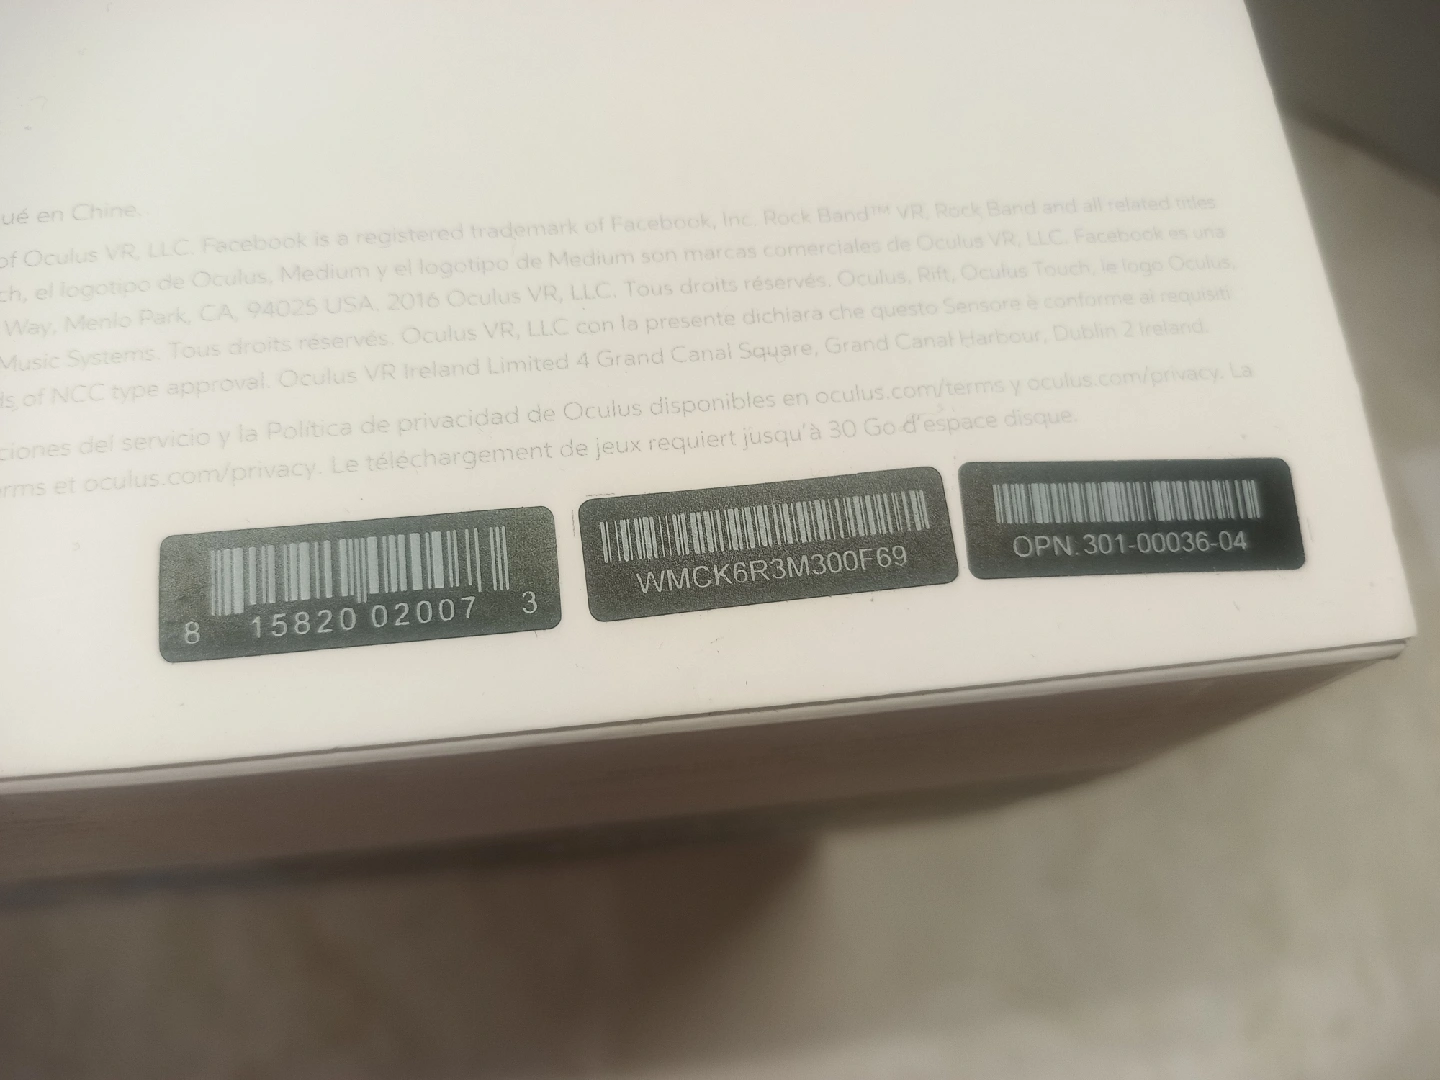 ué en Chine.
of Oculus VR, LLC. Facebook is a registered trademark of Facebook, Inc. Rock Band™ VR, Rock Band and all related titles
ch, el logotipo de Oculus, Medium y el logotipo de Medium son marcas comerciales de Oculus VR, LLC. Facebook es una
Way, Menlo Park, CA, 94025 USA. 2016 Oculus VR, LLC. Tous droits réservés. Oculus, Rift, Oculus Touch, le logo Oculus,
Music Systems. Tous droits réservés. Oculus VR, LLC con la presente dichiara che questo Sensore è conforme ai requisiti
ds of NCC type approval. Oculus VR Ireland Limited 4 Grand Canal Square, Grand Canal Harbour, Dublin 2 Ireland.
ciones del servicio y la Política de privacidad de Oculus disponibles en oculus.com/terms y oculus.com/privacy. La
erms et oculus.com/privacy. Le téléchargement de jeux requiert jusqu'à 30 Go d'espace disque.
8 15820 02007 3
WMCK6R3M300F69
OPN: 301-00036-04